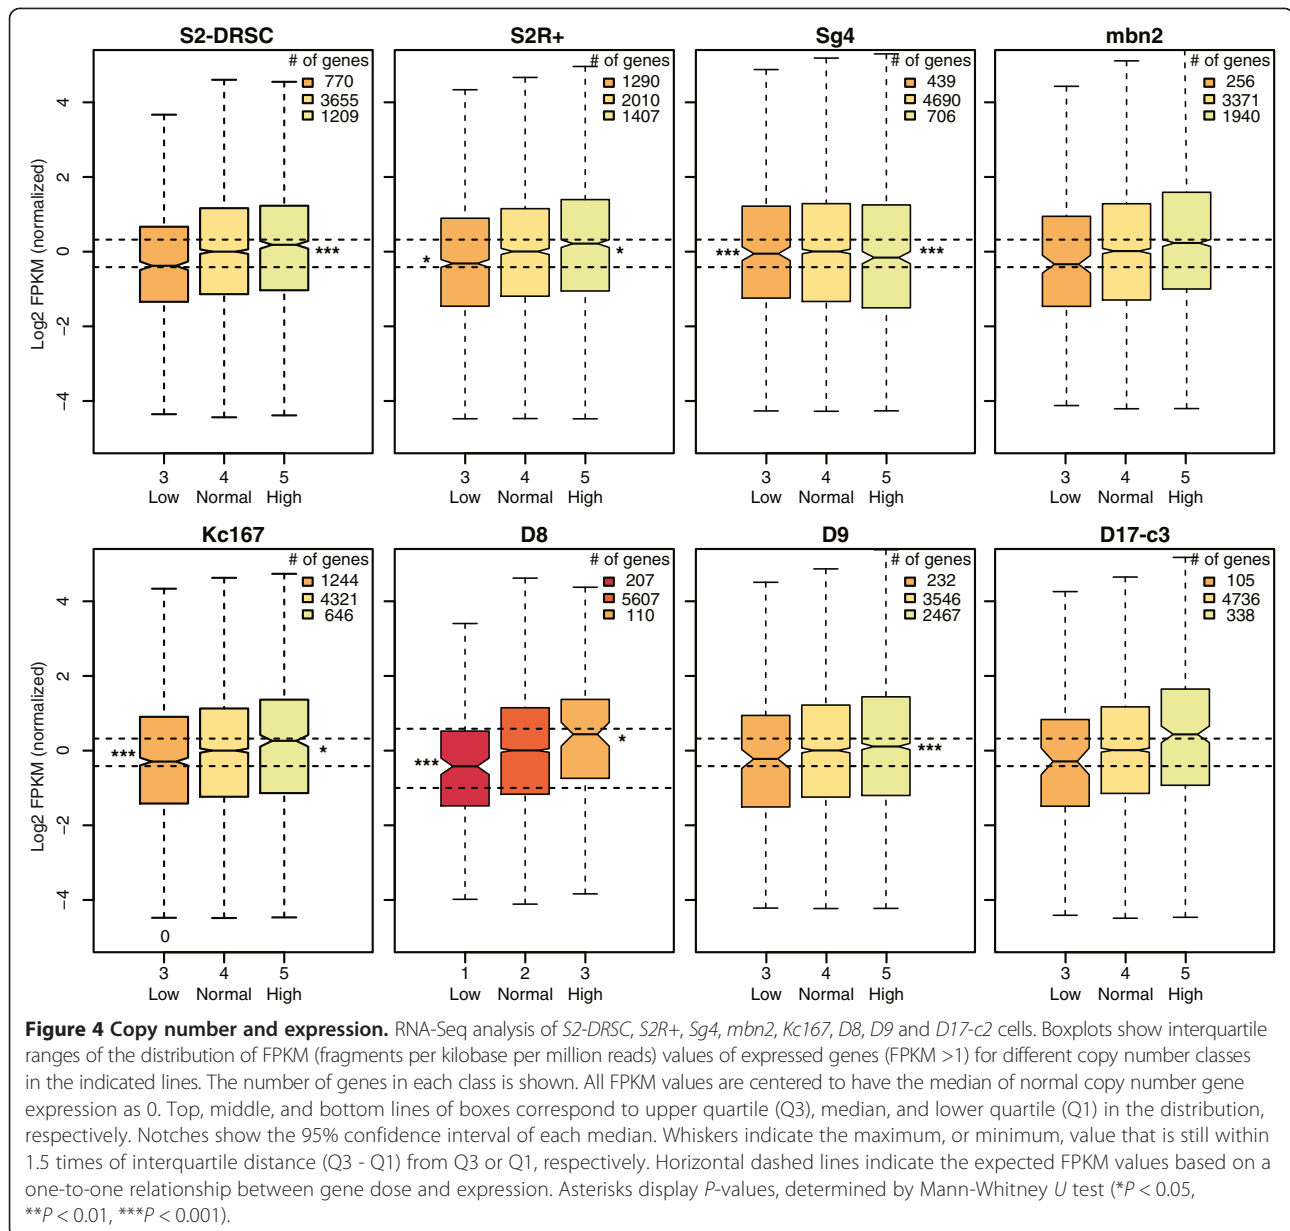 S2-DRSC
S2R+
Sg4
mbn2
Log2 FPKM (normalized)
4
2
0
−2
−4
# of genes
770
3655
1209
***
3
4
5
Low
Normal
High
# of genes
1290
2010
1407
*
*
3
4
5
Low
Normal
High
# of genes
439
4690
706
***
***
3
4
5
Low
Normal
High
# of genes
256
3371
1940
3
4
5
Low
Normal
High
Kc167
D8
D9
D17-c3
Log2 FPKM (normalized)
4
2
0
−2
−4
# of genes
1244
4321
646
***
*
0
3
4
5
Low
Normal
High
# of genes
207
5607
110
***
*
1
2
3
Low
Normal
High
# of genes
232
3546
2467
***
3
4
5
Low
Normal
High
# of genes
105
4736
338
3
4
5
Low
Normal
High
Figure 4 Copy number and expression. RNA-Seq analysis of S2-DRSC, S2R+, Sg4, mbn2, Kc167, D8, D9 and D17-c2 cells. Boxplots show interquartile
ranges of the distribution of FPKM (fragments per kilobase per million reads) values of expressed genes (FPKM >1) for different copy number classes
in the indicated lines. The number of genes in each class is shown. All FPKM values are centered to have the median of normal copy number gene
expression as 0. Top, middle, and bottom lines of boxes correspond to upper quartile (Q3), median, and lower quartile (Q1) in the distribution,
respectively. Notches show the 95% confidence interval of each median. Whiskers indicate the maximum, or minimum, value that is still within
1.5 times of interquartile distance (Q3 - Q1) from Q3 or Q1, respectively. Horizontal dashed lines indicate the expected FPKM values based on a
one-to-one relationship between gene dose and expression. Asterisks display P-values, determined by Mann-Whitney U test (*P < 0.05,
**P < 0.01, ***P < 0.001).